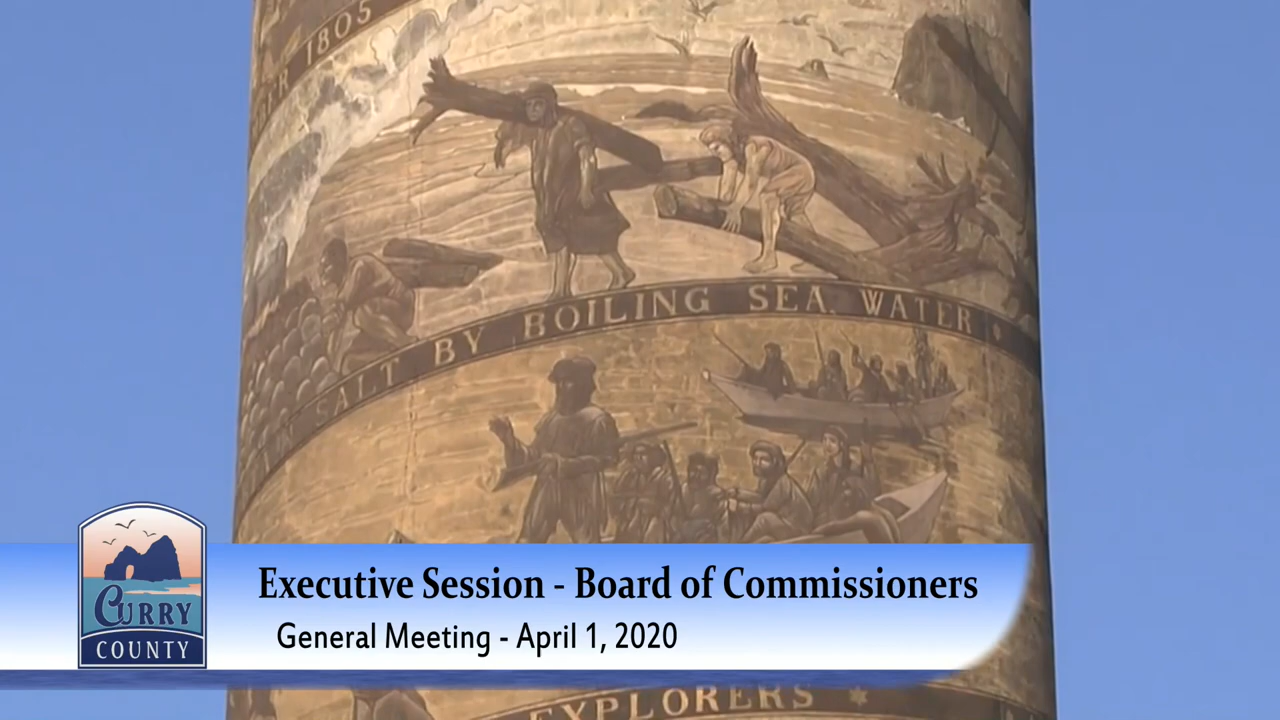 1805
SALT BY BOILING SEA WATER
Executive Session - Board of Commissioners
General Meeting - April 1, 2020
CURRY
COUNTY
EXPLORERS